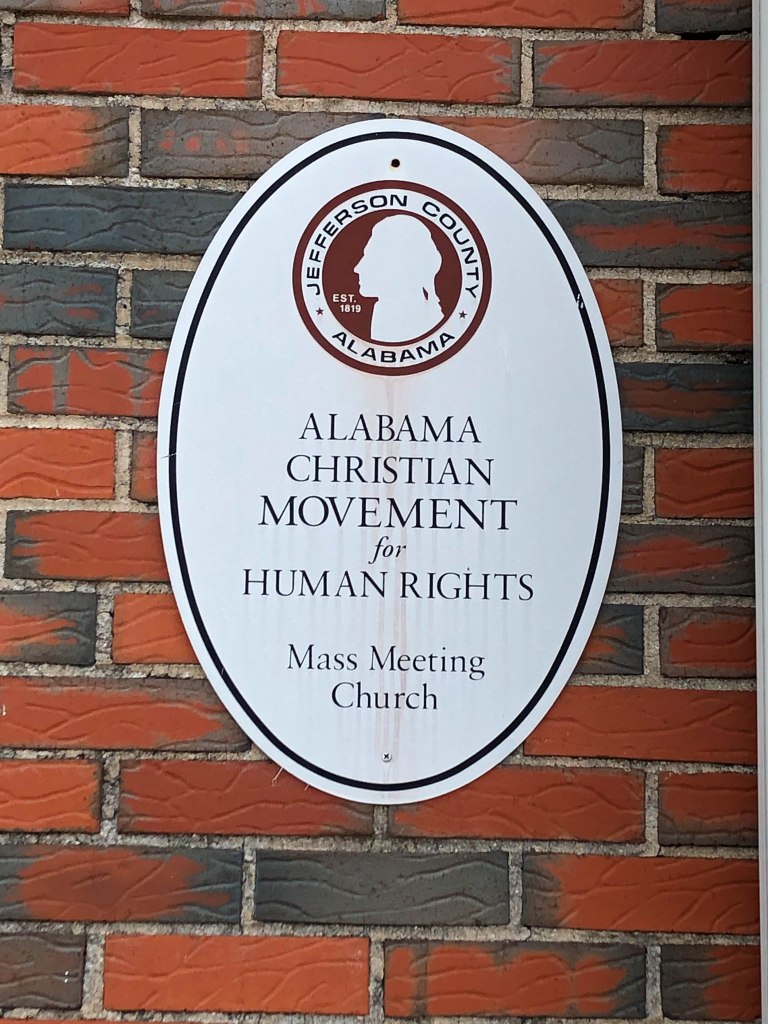 JEFFERSON COUNTY
EST.
1819
ALABAMA
ALABAMA
CHRISTIAN
MOVEMENT
for
HUMAN RIGHTS
Mass Meeting
Church